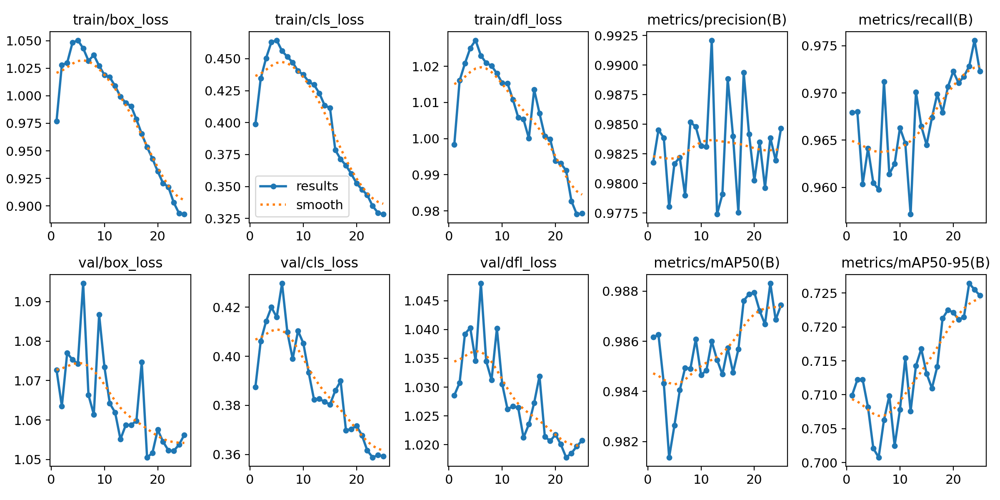 train/box_loss
1.050
1.025
1.000
0.975
0.950
0.925
0.900
0 10 20
train/cls_loss
0.450
0.425
0.400
0.375
0.350
0.325
results
smooth
0 10 20
train/dfl_loss
1.02
1.01
1.00
0.99
0.98
0 10 20
metrics/precision(B)
0.9925
0.9900
0.9875
0.9850
0.9825
0.9800
0.9775
0 10 20
metrics/recall(B)
0.975
0.970
0.965
0.960
0 10 20
val/box_loss
1.09
1.08
1.07
1.06
1.05
0 10 20
val/cls_loss
0.42
0.40
0.38
0.36
0 10 20
val/dfl_loss
1.045
1.040
1.035
1.030
1.025
1.020
0 10 20
metrics/mAP50(B)
0.988
0.986
0.984
0.982
0 10 20
metrics/mAP50-95(B)
0.725
0.720
0.715
0.710
0.705
0.700
0 10 20